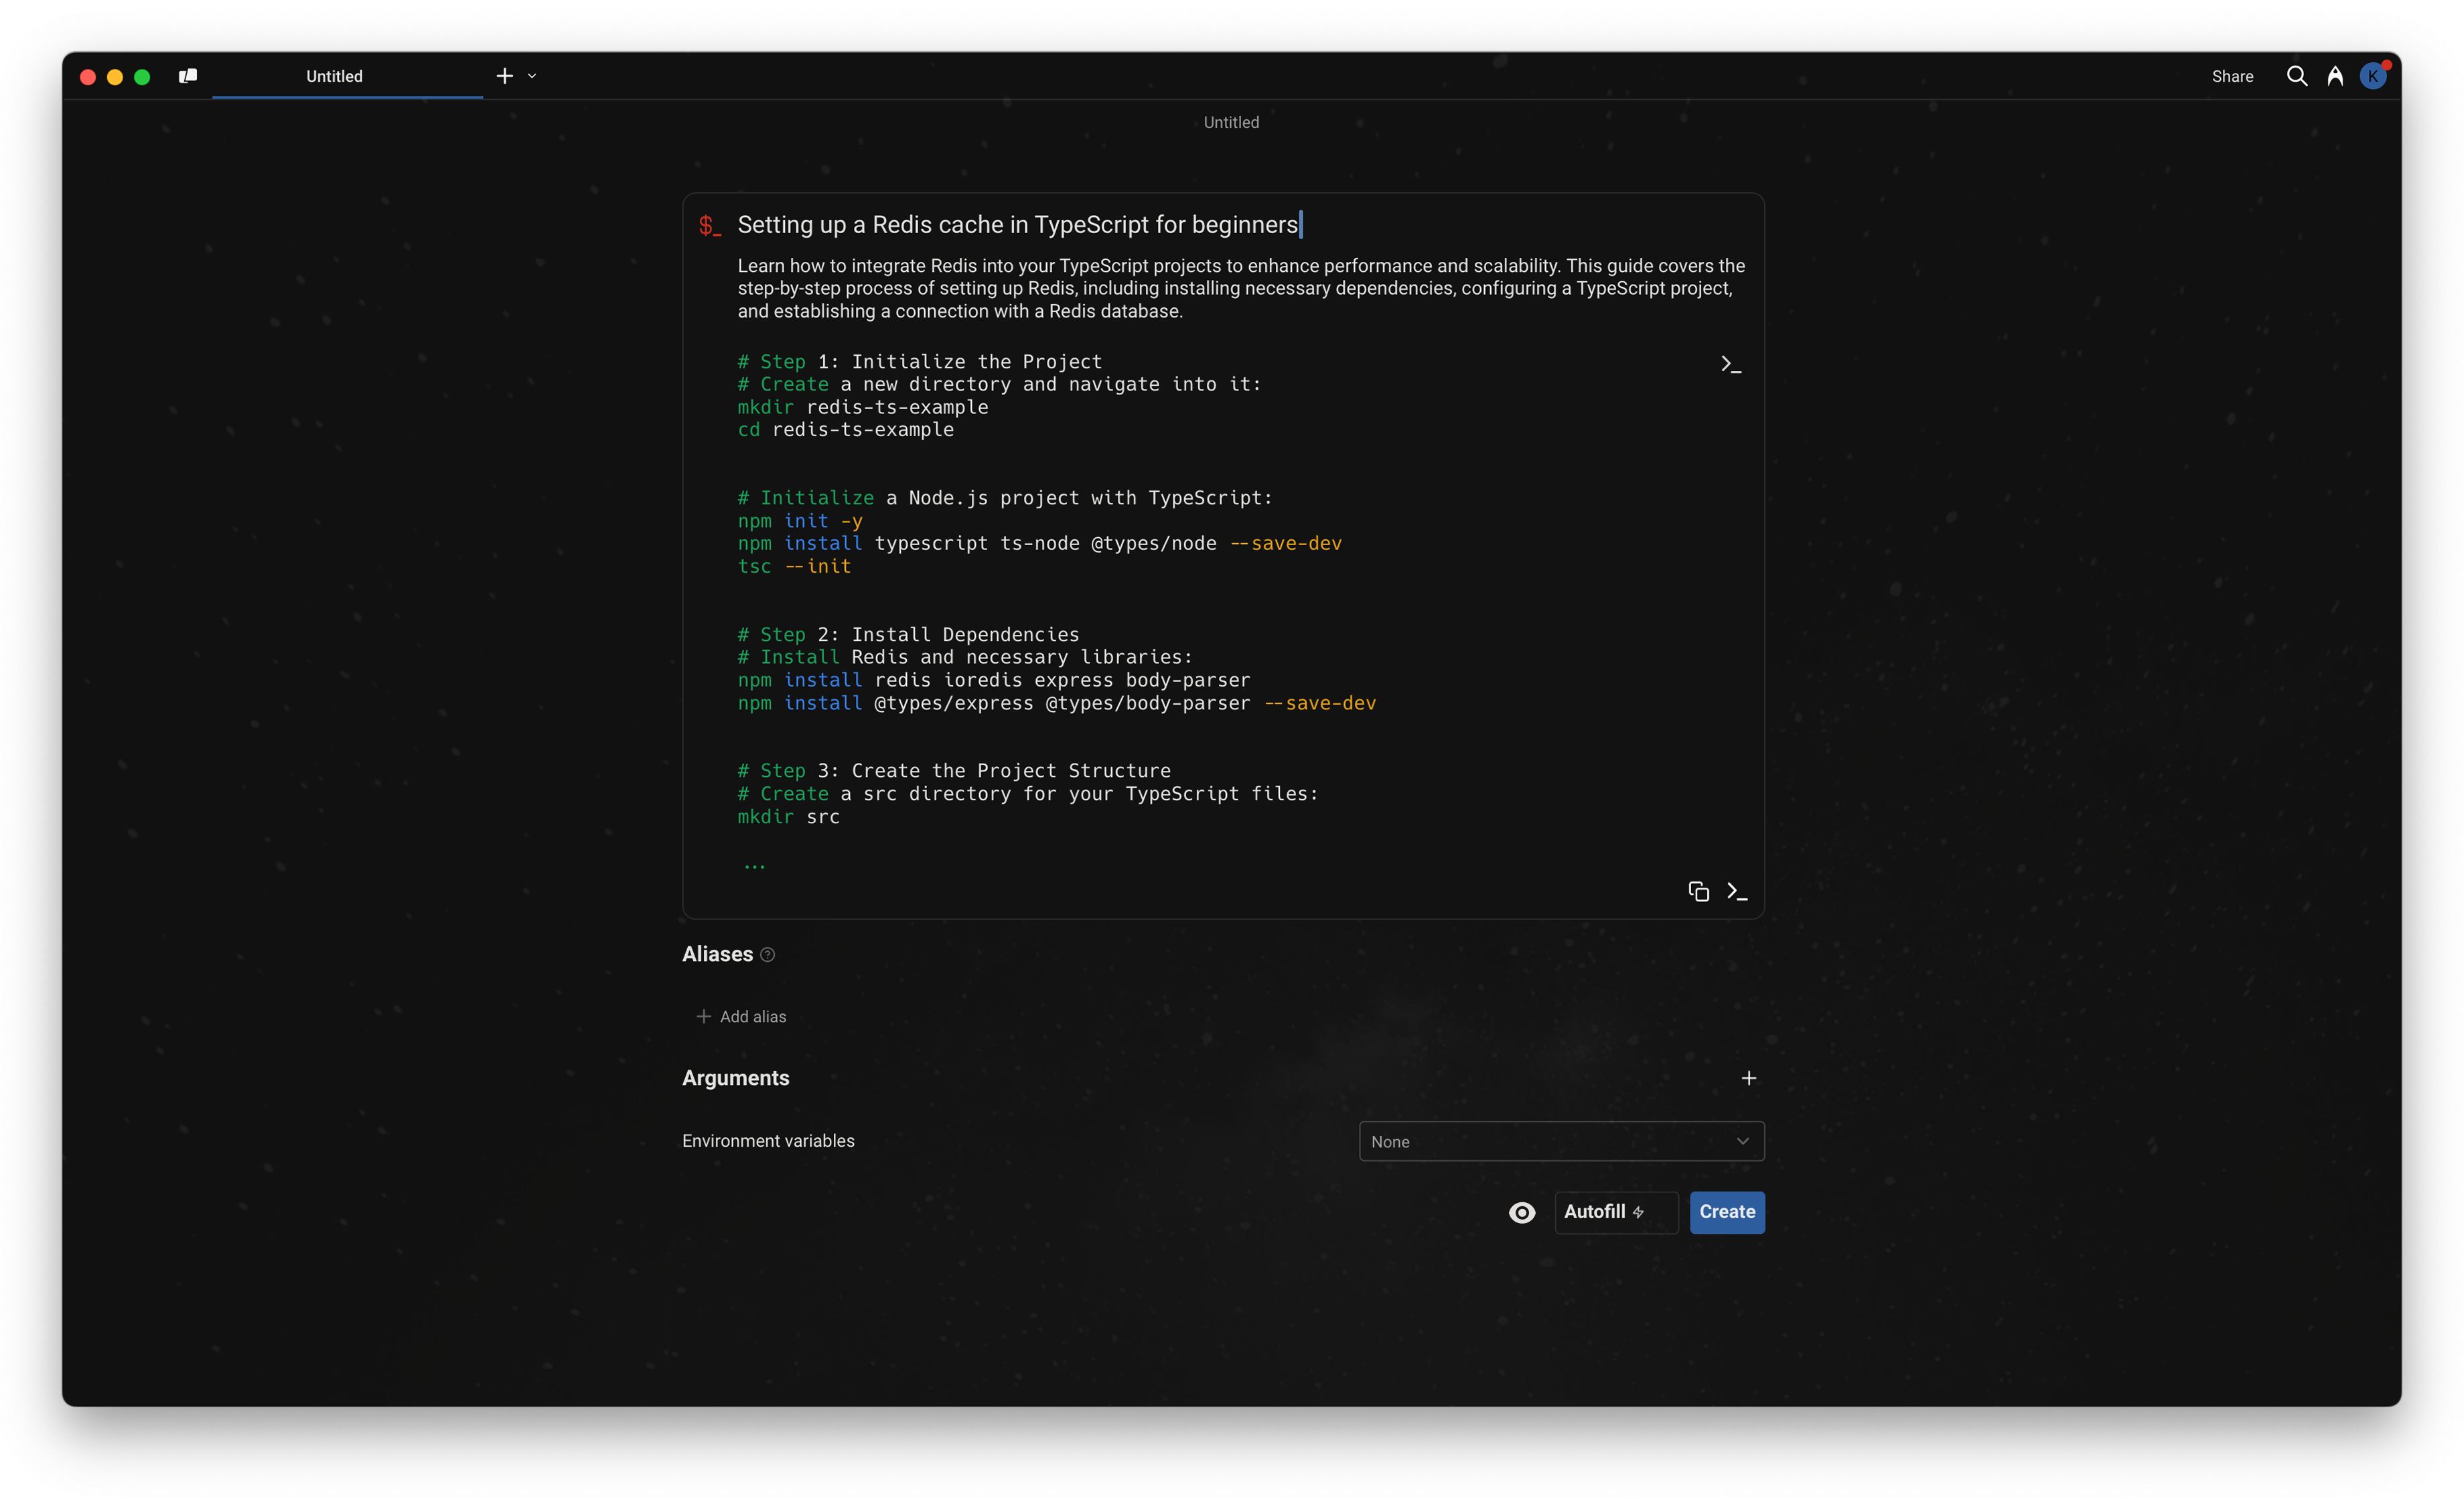 Untitled
Share
K
Untitled
$_ Setting up a Redis cache in TypeScript for beginners
Learn how to integrate Redis into your TypeScript projects to enhance performance and scalability. This guide covers the
step-by-step process of setting up Redis, including installing necessary dependencies, configuring a TypeScript project,
and establishing a connection with a Redis database.
# Step 1: Initialize the Project
# Create a new directory and navigate into it:
mkdir redis-ts-example
cd redis-ts-example
# Initialize a Node.js project with TypeScript:
npm init -y
npm install typescript ts-node @types/node --save-dev
tsc --init
# Step 2: Install Dependencies
# Install Redis and necessary libraries:
npm install redis ioredis express body-parser
npm install @types/express @types/body-parser --save-dev
# Step 3: Create the Project Structure
# Create a src directory for your TypeScript files:
mkdir src
...
Aliases ?
+ Add alias
Arguments +
Environment variables
None
Autofill
Create